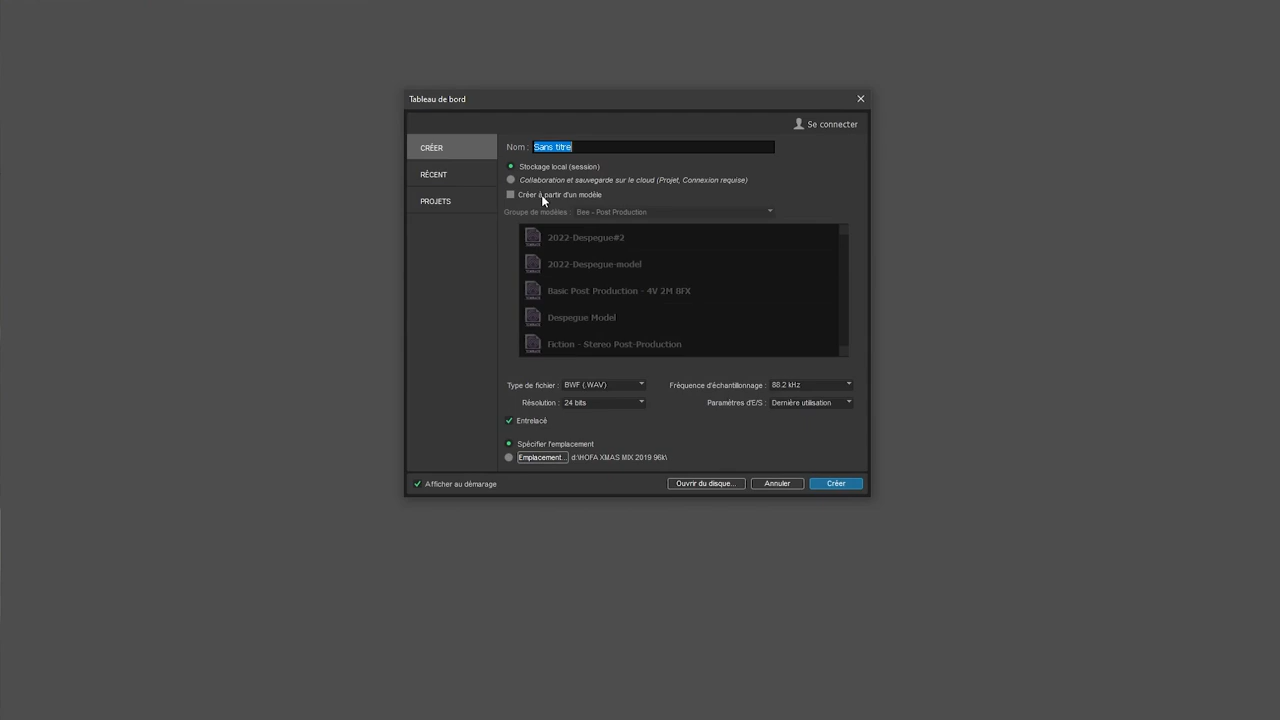 Tableau de bord
Se connecter
CRÉER
RÉCENT
PROJETS
Nom : Sans titre
Stockage local (session)
Collaboration et sauvegarde sur le cloud (Projet, Connexion requise)
Créer à partir d'un modèle
Groupe de modèles : Bee - Post Production
2022-Despegue#2
2022-Despegue-model
Basic Post Production - 4V 2M 8FX
Despegue Model
Fiction - Stereo Post-Production
Type de fichier : BWF (.WAV) Fréquence d'échantillonnage : 88.2 kHz
Résolution : 24 bits Paramètres d'E/S : Dernière utilisation
Entrelacé
Spécifier l'emplacement
Emplacement... d:\HOFA XMAS MIX 2019 96k\
Afficher au démarage Ouvrir du disque... Annuler Créer